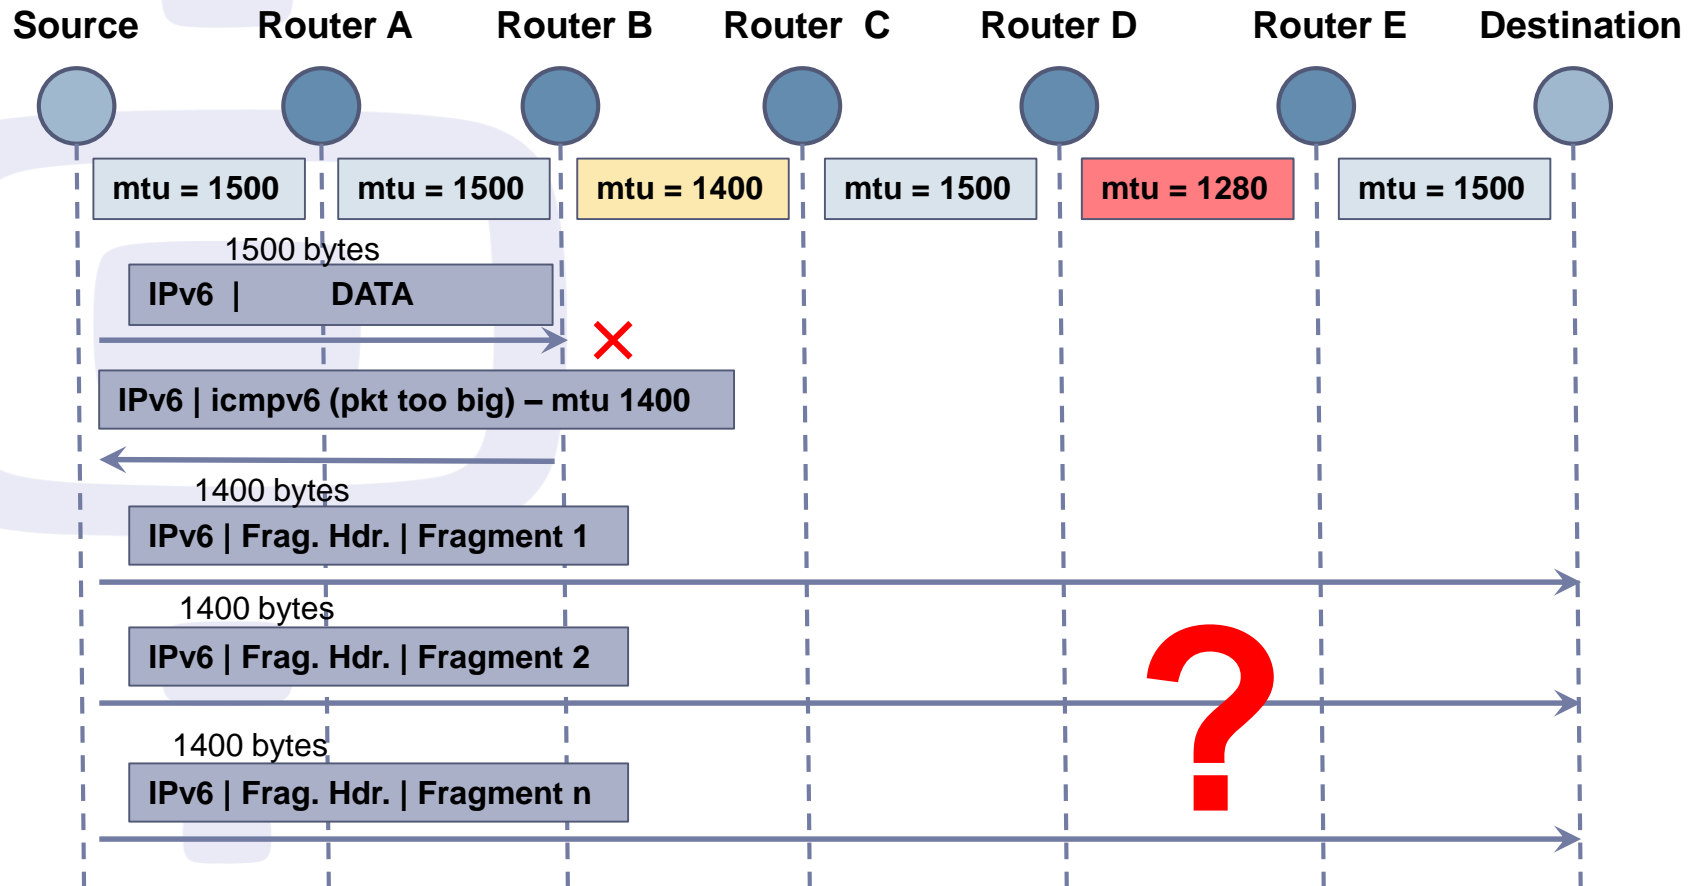 Source Router A Router B Router C Router D Router E Destination
mtu = 1500 mtu = 1500 mtu = 1400 mtu = 1500 mtu = 1280 mtu = 1500
1500 bytes
IPv6 | DATA
IPv6 | icmpv6 (pkt too big) – mtu 1400
1400 bytes
IPv6 | Frag. Hdr. | Fragment 1
1400 bytes
IPv6 | Frag. Hdr. | Fragment 2
?
1400 bytes
IPv6 | Frag. Hdr. | Fragment n